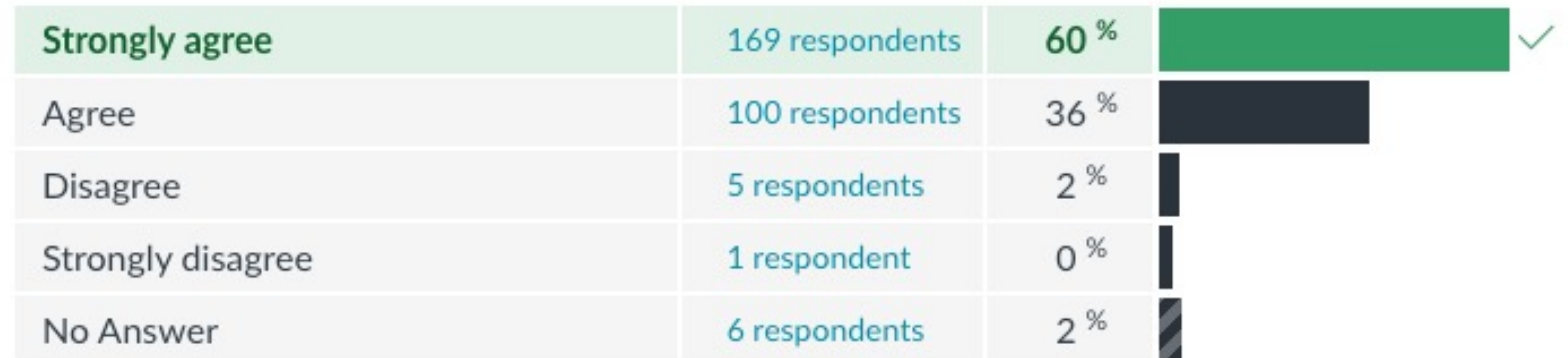 Strongly agree 169 respondents 60 %
Agree 100 respondents 36 %
Disagree 5 respondents 2 %
Strongly disagree 1 respondent 0 %
No Answer 6 respondents 2 %